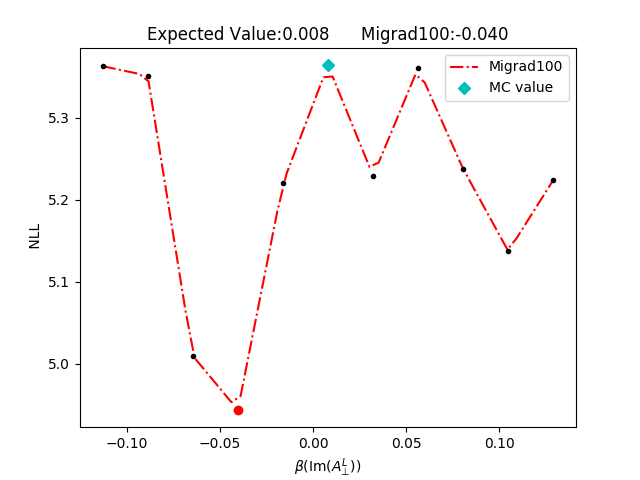 Expected Value:0.008 Migrad100:-0.040
Migrad100
MC value
NLL
5.3
5.2
5.1
5.0
−0.10 −0.05 0.00 0.05 0.10
β(Im(A⊥^L))